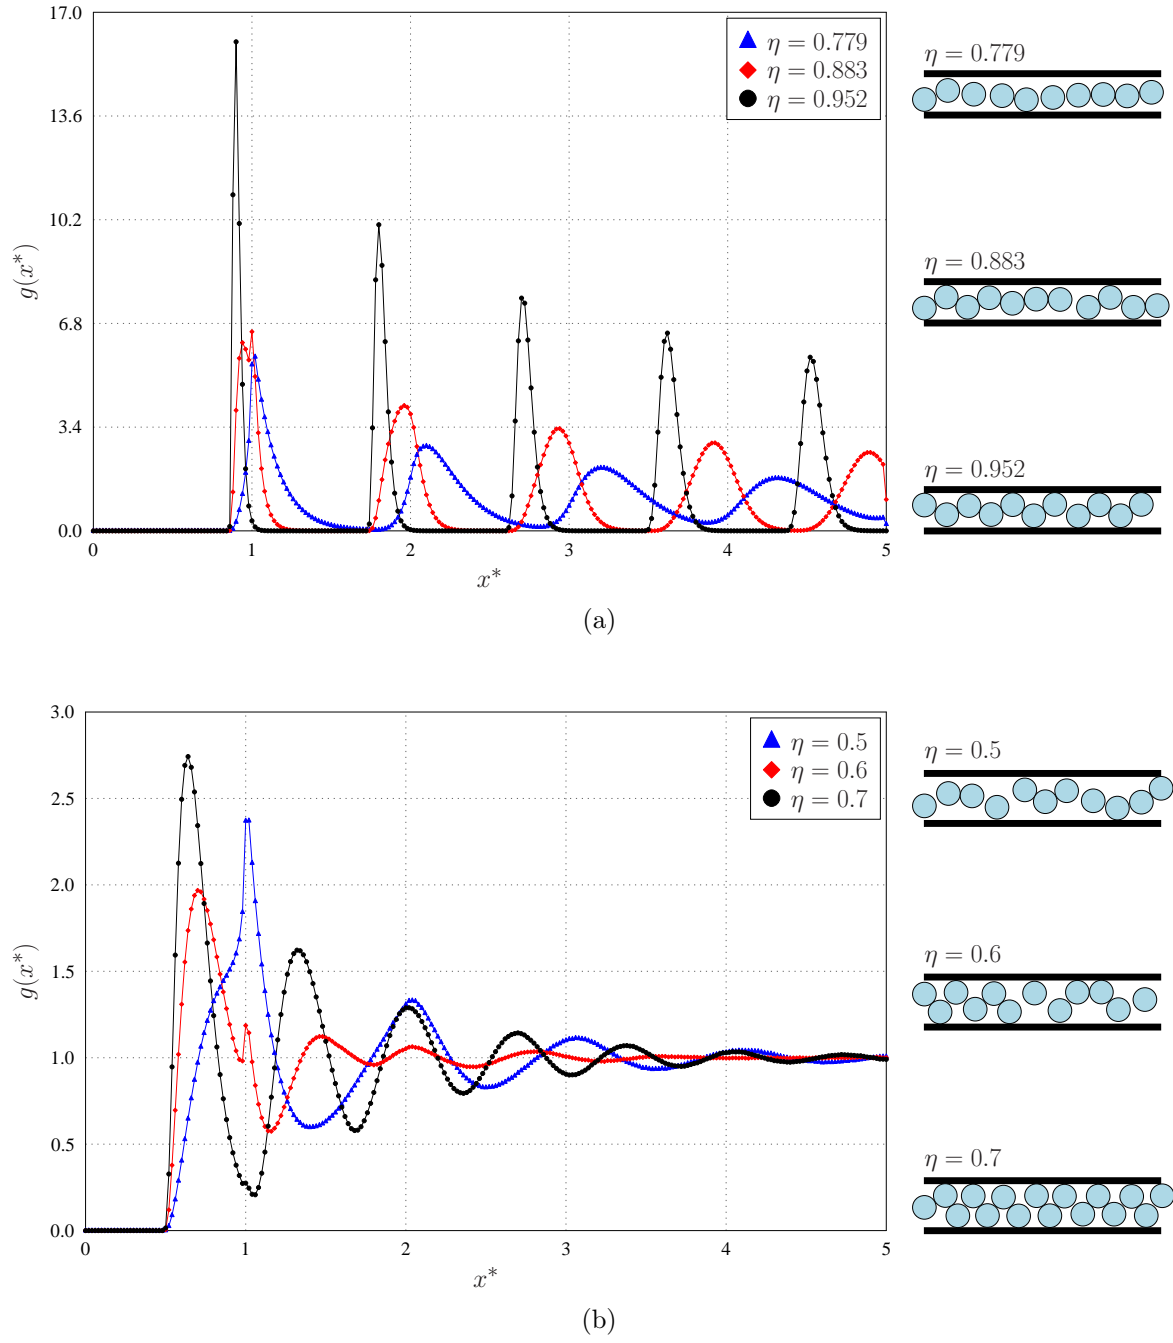 17.0
13.6
10.2
6.8
3.4
0.0
g(x*)
0 1 2 3 4 5
x*
η = 0.779
η = 0.883
η = 0.952
η = 0.779
η = 0.883
η = 0.952
(a)
3.0
2.5
2.0
1.5
1.0
0.5
0.0
g(x*)
0 1 2 3 4 5
x*
η = 0.5
η = 0.6
η = 0.7
η = 0.5
η = 0.6
η = 0.7
(b)